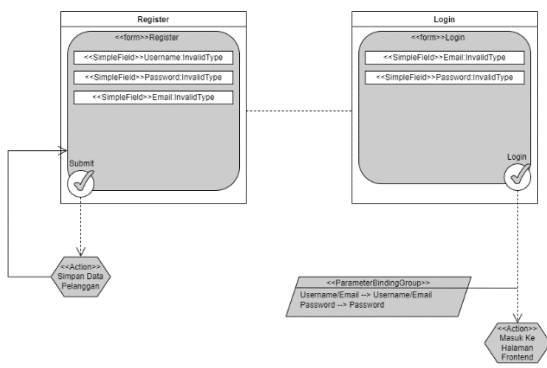 Register
<<form>>Register
<<SimpleField>>Username:InvalidType
<<SimpleField>>Password:InvalidType
<<SimpleField>>Email:InvalidType
Submit
<<Action>>
Simpan Data
Pelanggan
Login
<<form>>Login
<<SimpleField>>Email:InvalidType
<<SimpleField>>Password:InvalidType
Login
<<ParameterBindingGroup>>
Username/Email --> Username/Email
Password --> Password
<<Action>>
Masuk Ke
Halaman
Frontend